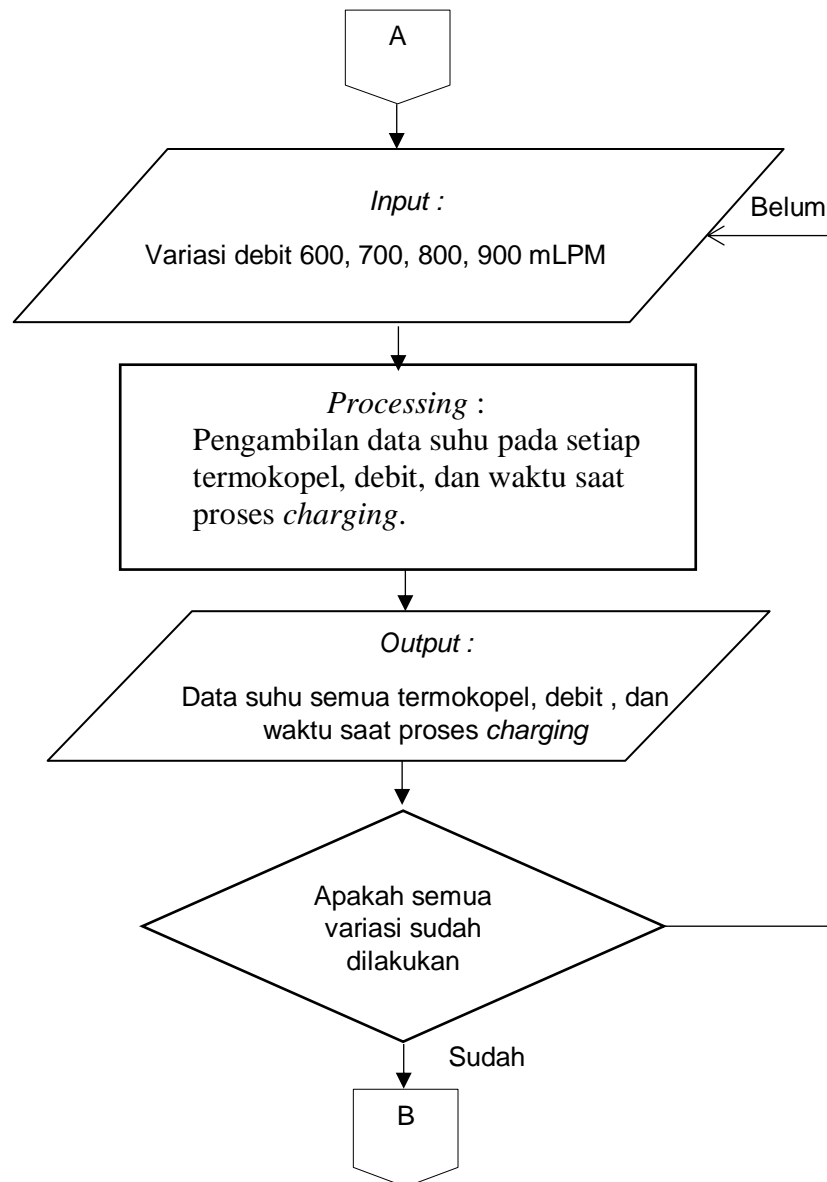 A
Input :
Belum
Variasi debit 600, 700, 800, 900 mLPM
Processing :
Pengambilan data suhu pada setiap
termokopel, debit, dan waktu saat
proses charging.
Output :
Data suhu semua termokopel, debit , dan
waktu saat proses charging
Apakah semua
variasi sudah
dilakukan
Sudah
B